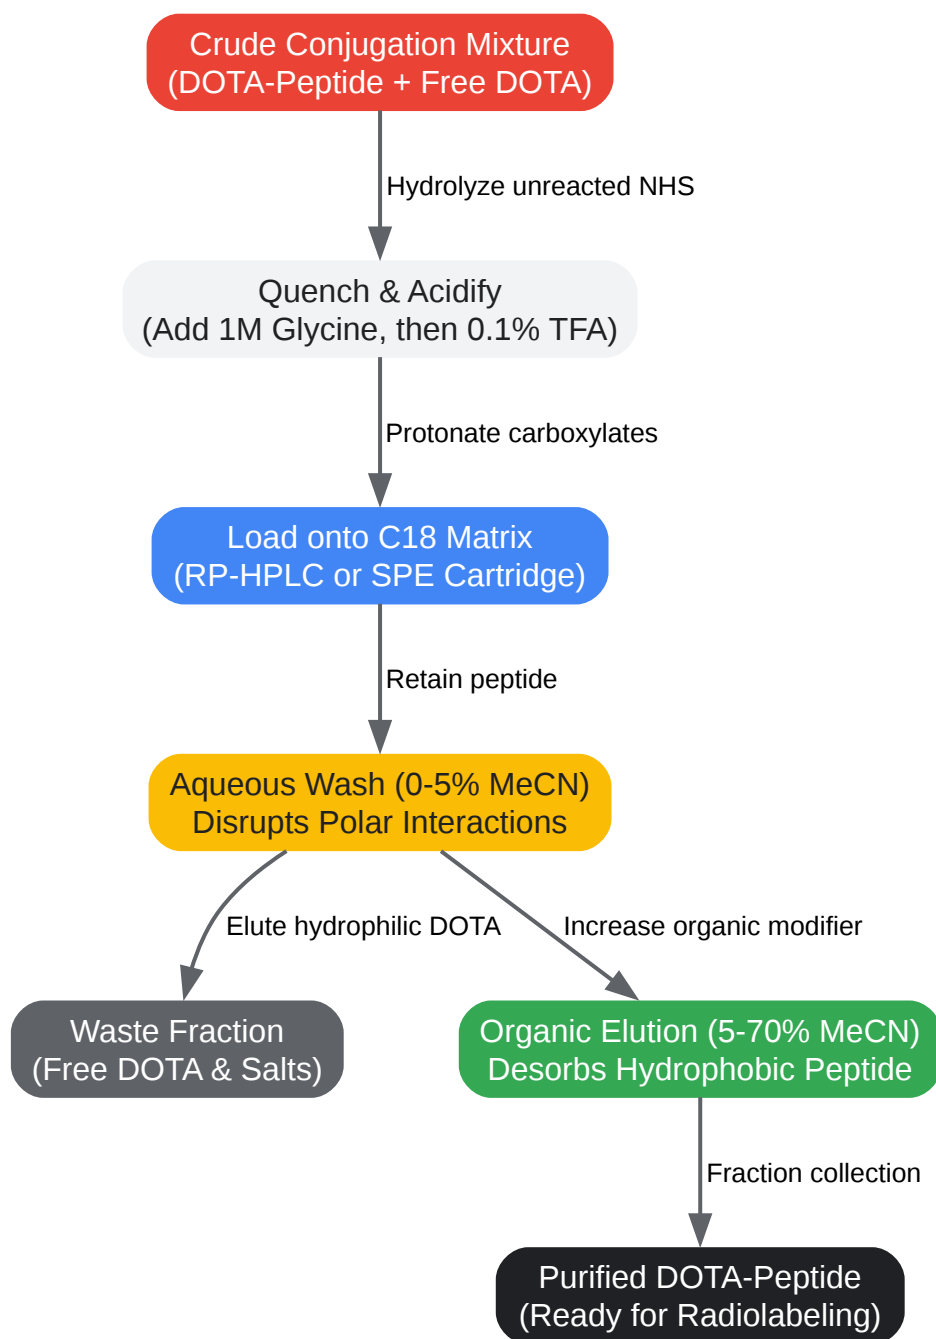 Crude Conjugation Mixture
(DOTA-Peptide + Free DOTA)
Hydrolyze unreacted NHS
Quench & Acidify
(Add 1M Glycine, then 0.1% TFA)
Protonate carboxylates
Load onto C18 Matrix
(RP-HPLC or SPE Cartridge)
Retain peptide
Aqueous Wash (0-5% MeCN)
Disrupts Polar Interactions
Elute hydrophilic DOTA
Increase organic modifier
Waste Fraction
(Free DOTA & Salts)
Organic Elution (5-70% MeCN)
Desorbs Hydrophobic Peptide
Fraction collection
Purified DOTA-Peptide
(Ready for Radiolabeling)